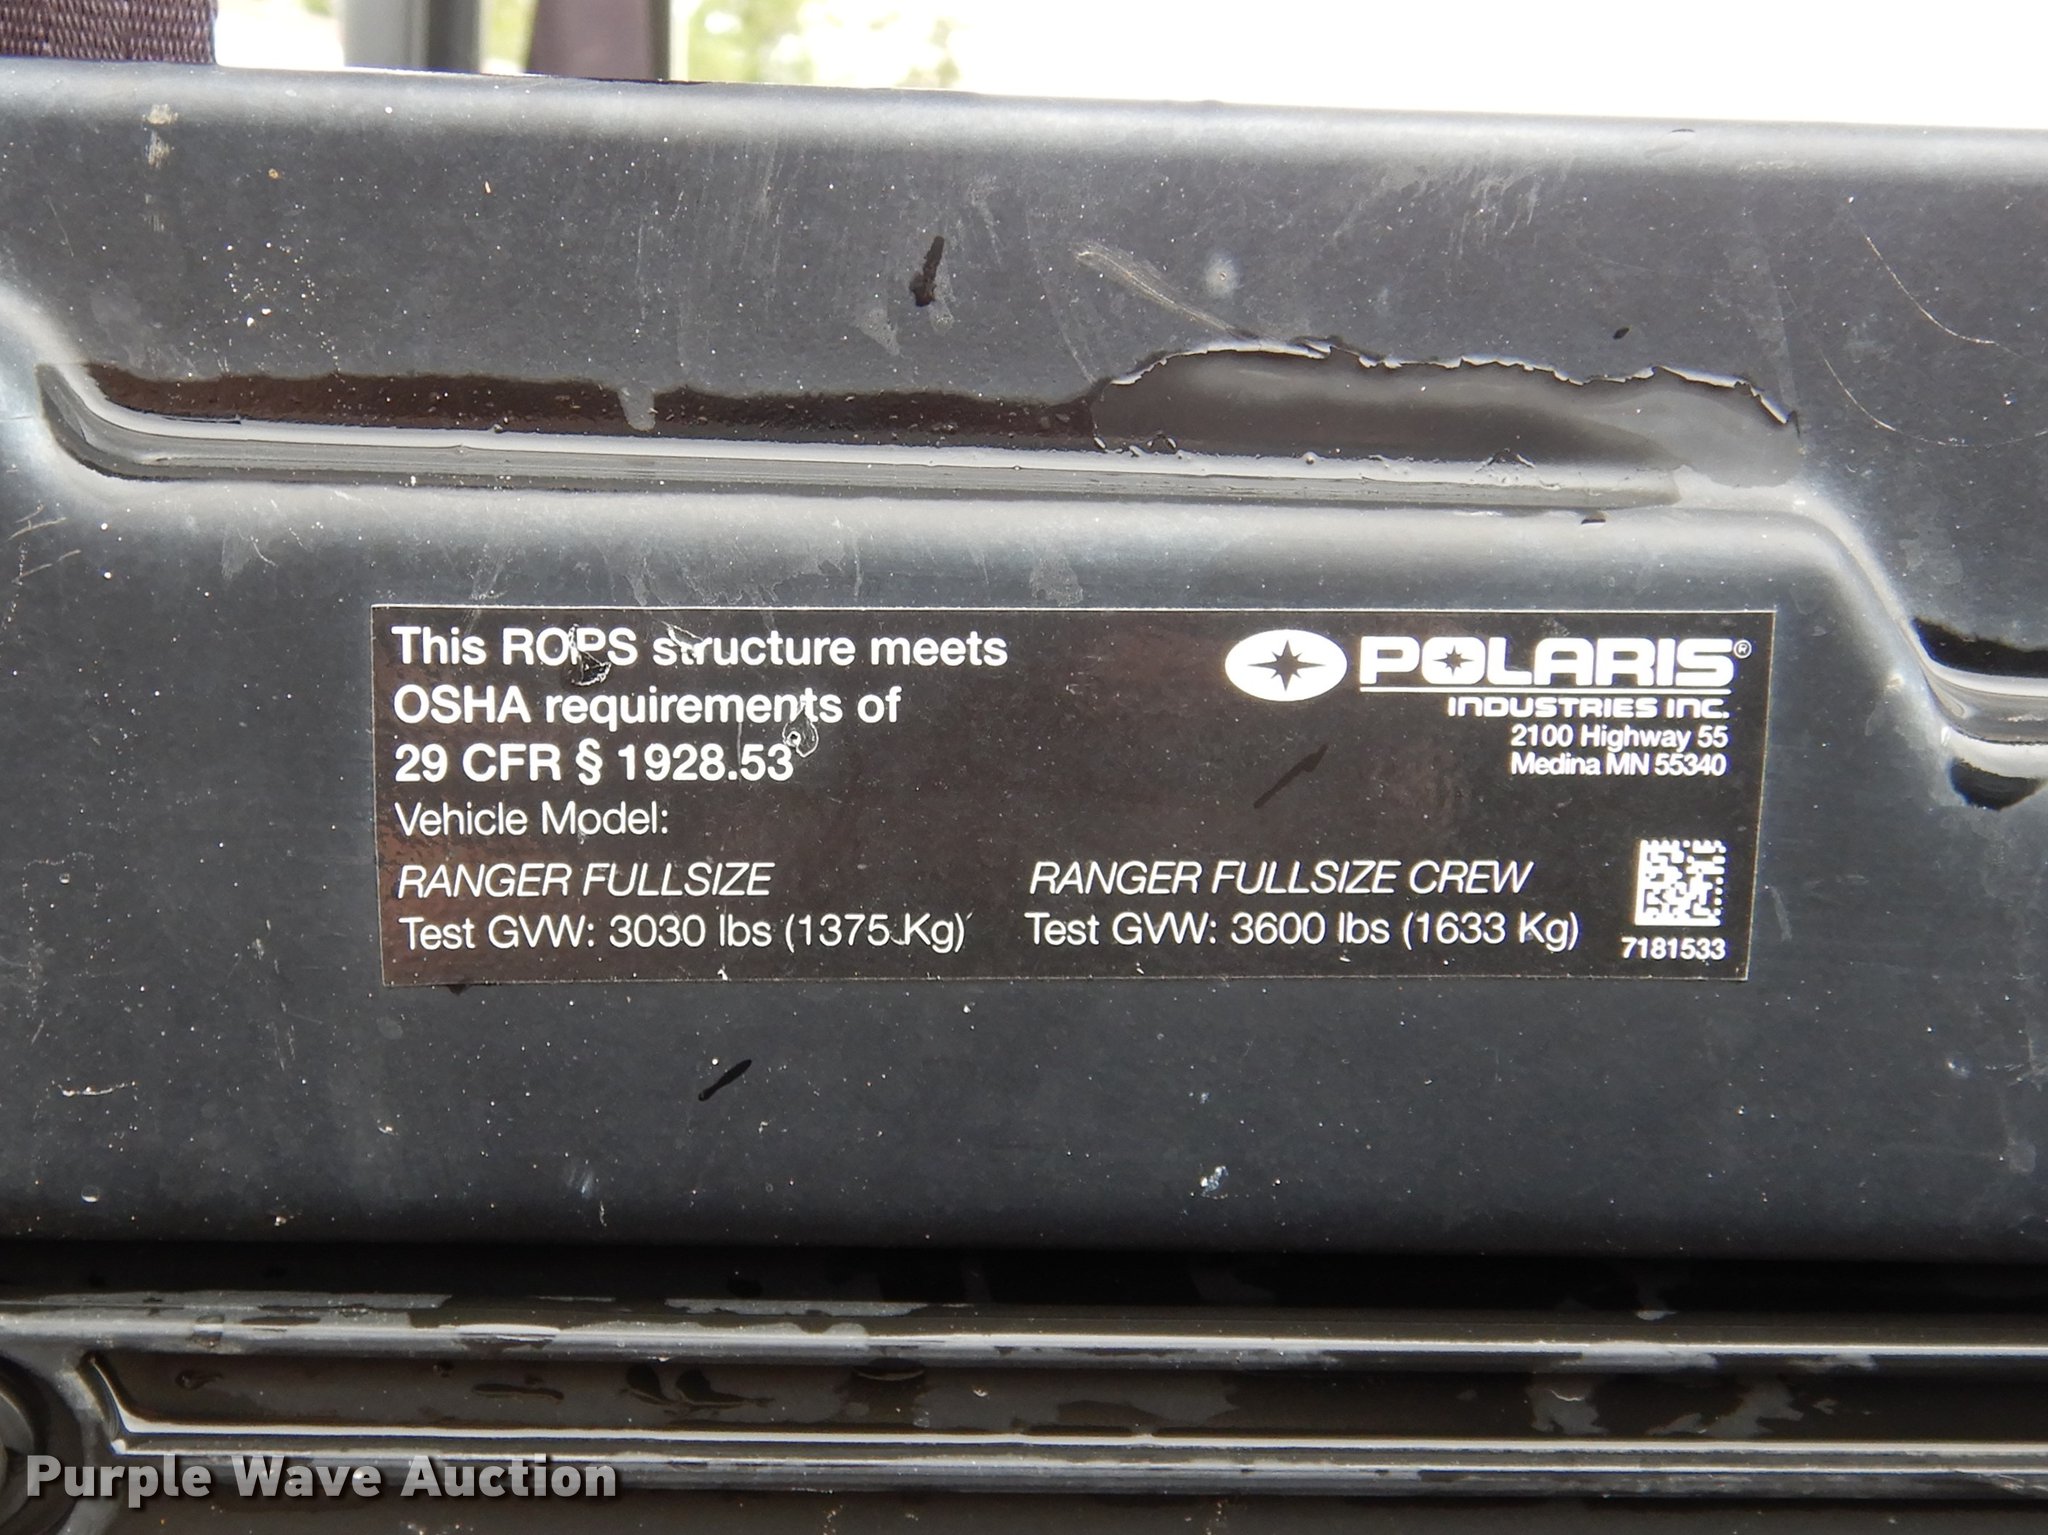 This ROPS structure meets
OSHA requirements of
29 CFR § 1928.53
Vehicle Model:
RANGER FULLSIZE
Test GVW: 3030 lbs (1375 Kg)
RANGER FULLSIZE CREW
Test GVW: 3600 lbs (1633 Kg)
POLARIS®
INDUSTRIES INC.
2100 Highway 55
Medina MN 55340
7181533
Purple Wave Auction